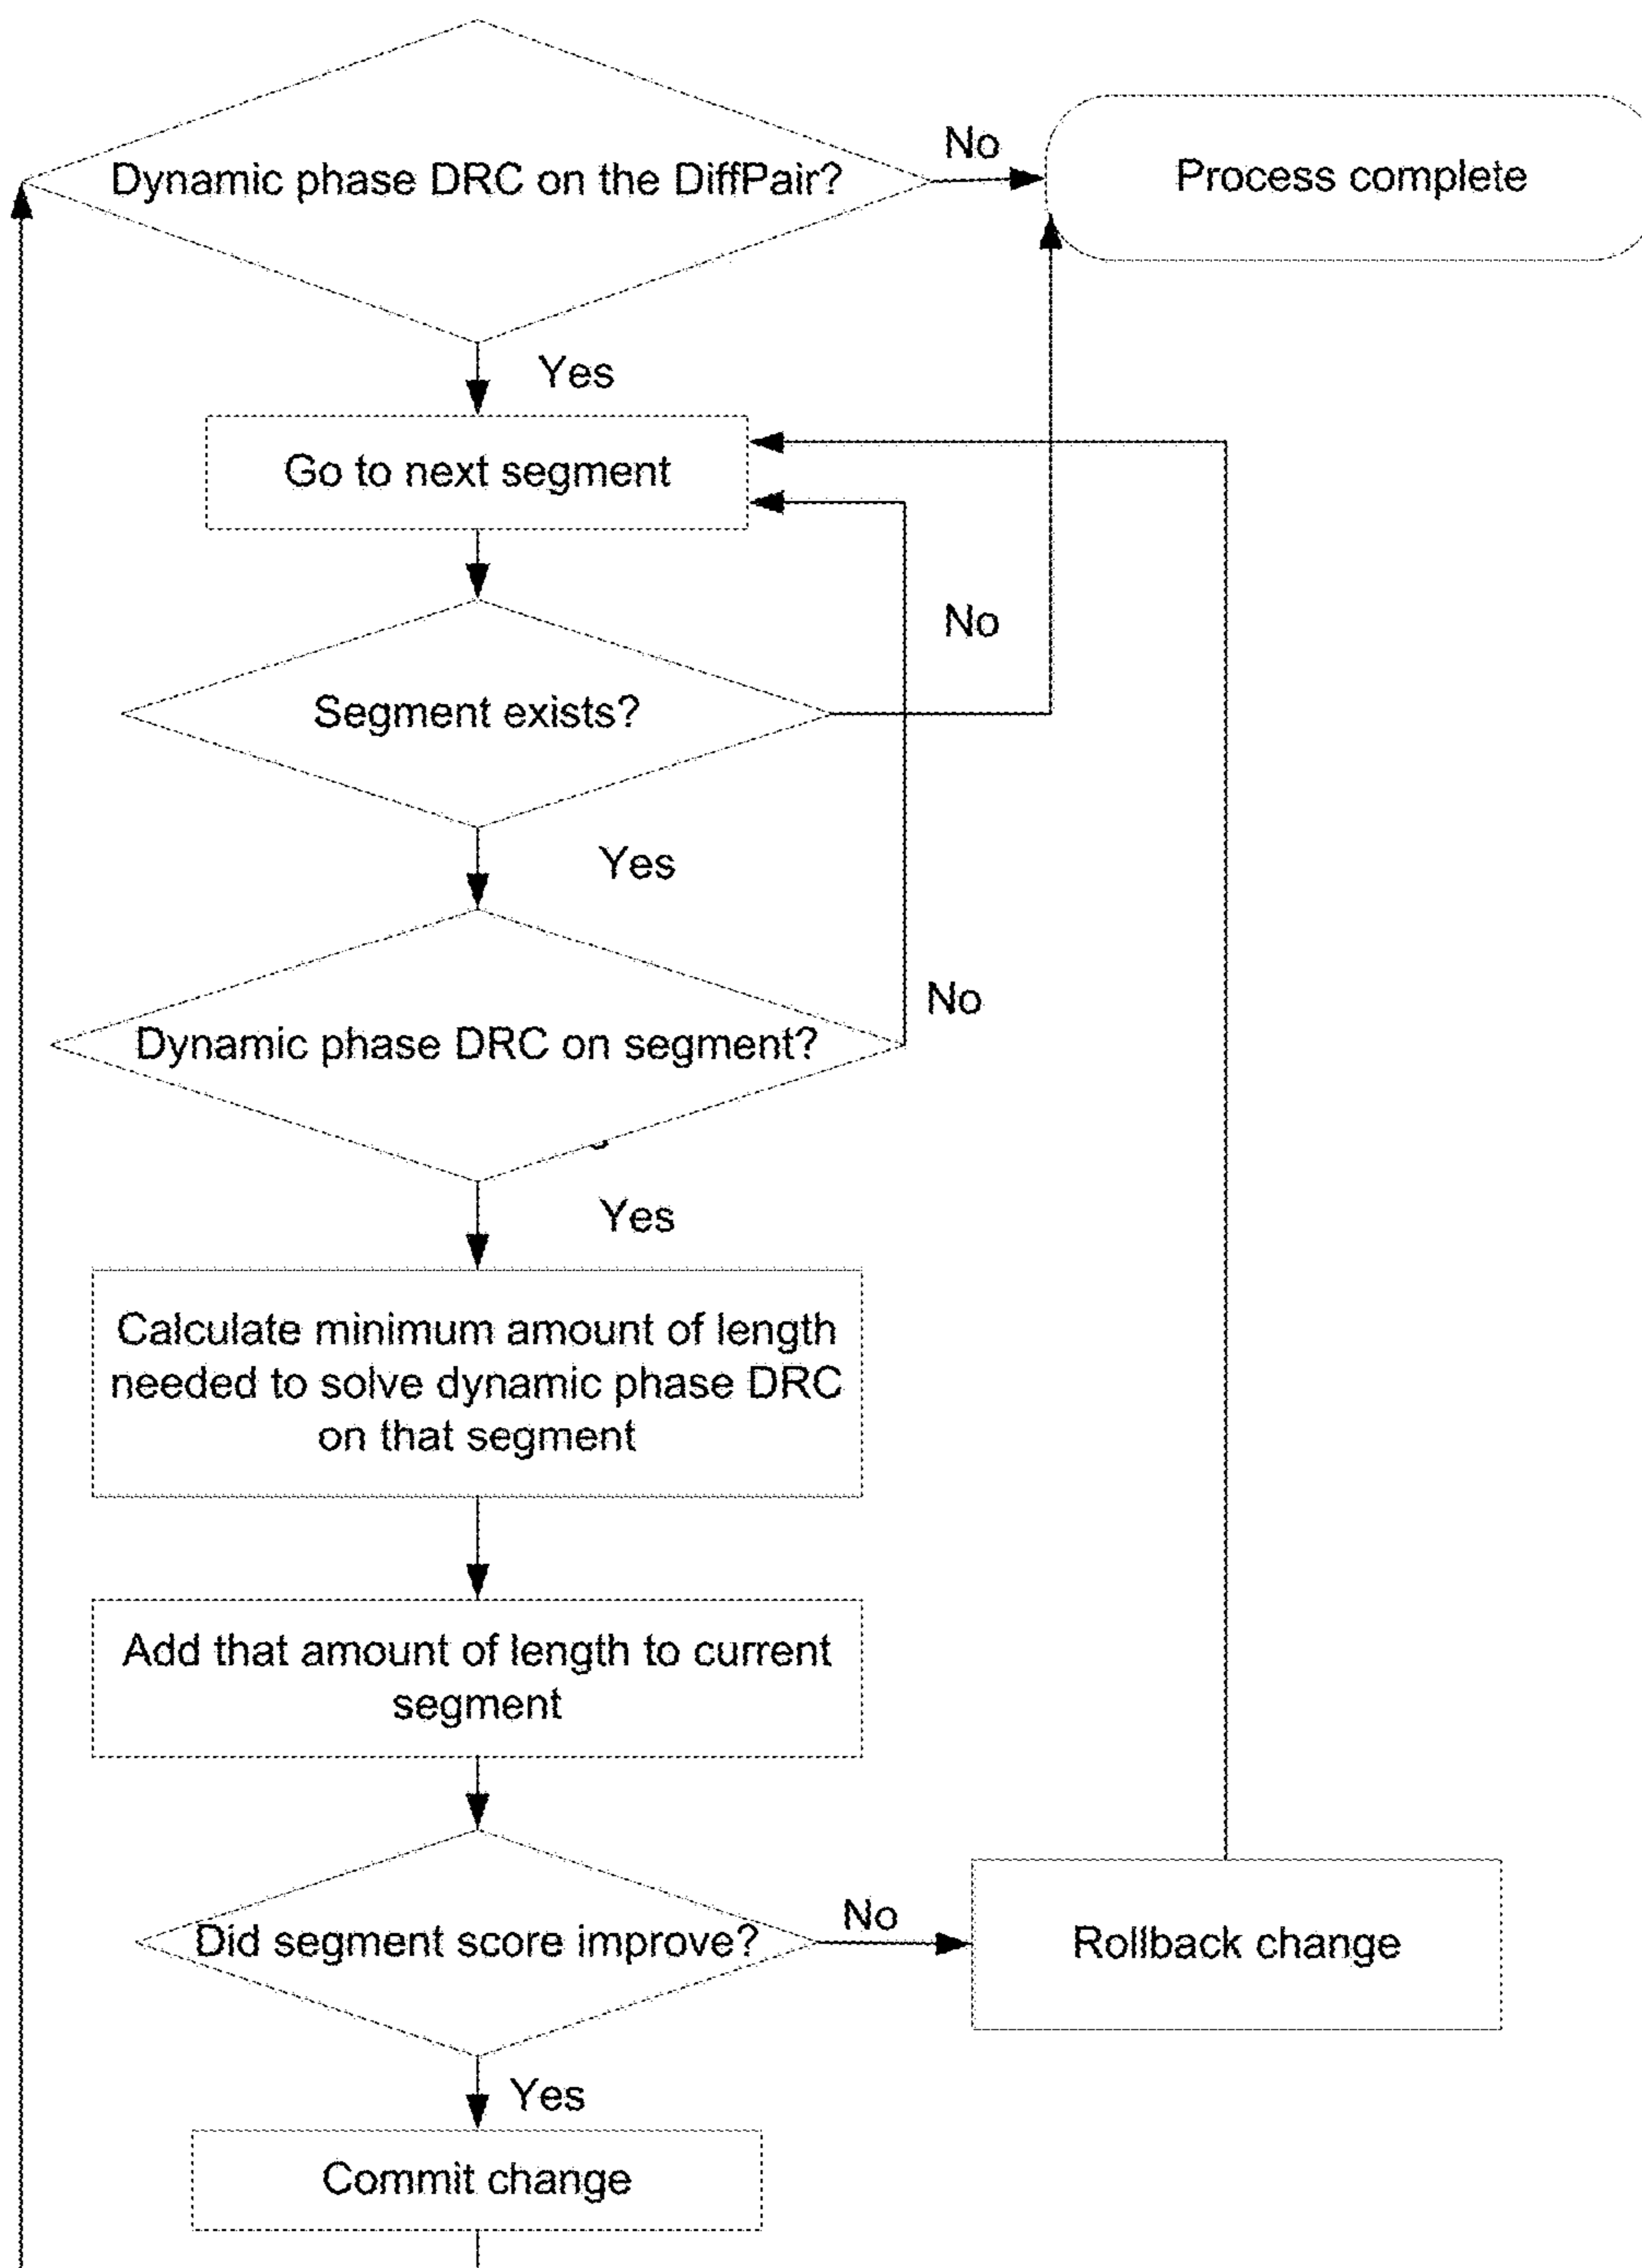 Dynamic phase DRC on the DiffPair?
No
Process complete
Yes
Go to next segment
No
Segment exists?
Yes
No
Dynamic phase DRC on segment?
Yes
Calculate minimum amount of length
needed to solve dynamic phase DRC
on that segment
Add that amount of length to current
segment
Did segment score improve?
No
Rollback change
Yes
Commit change